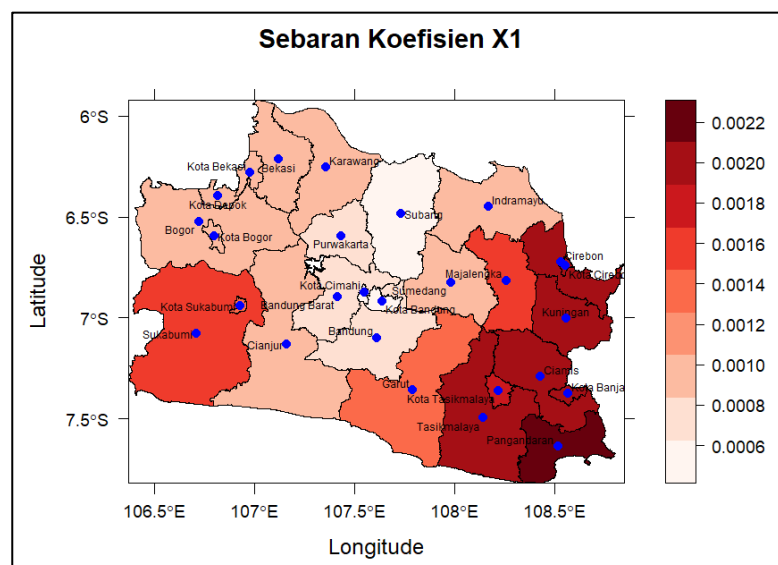 Sebaran Koefisien X1
6°S
6.5°S
7°S
7.5°S
Latitude
Kota Bekasi
Bekasi
Karawang
Kota Depok
Indramayu
Subang
Bogor
Kota Bogor
Purwakarta
Cirebon
Kota Cirebon
Majalengka
Kota Cimahi
Sumedang
Kota Sukabumi
Bandung Barat
Kota Bandung
Kuningan
Sukabumi
Cianjur
Bandung
Ciamis
Garut
Kota Banjar
Kota Tasikmalaya
Tasikmalaya
Pangandaran
106.5°E 107°E 107.5°E 108°E 108.5°E
Longitude
0.0022
0.0020
0.0018
0.0016
0.0014
0.0012
0.0010
0.0008
0.0006